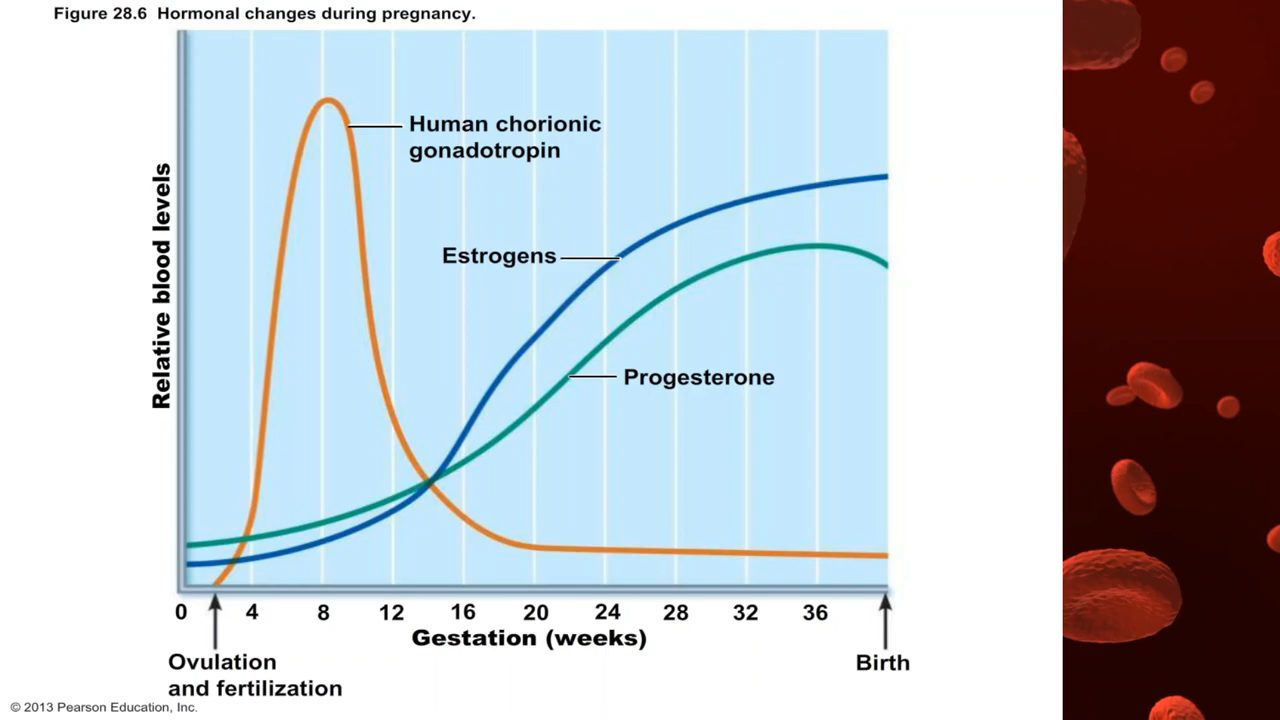 Figure 28.6 Hormonal changes during pregnancy.
Human chorionic
gonadotropin
Estrogens
Progesterone
Relative blood levels
0 4 8 12 16 20 24 28 32 36
Gestation (weeks)
Ovulation
and fertilization
Birth
© 2013 Pearson Education, Inc.